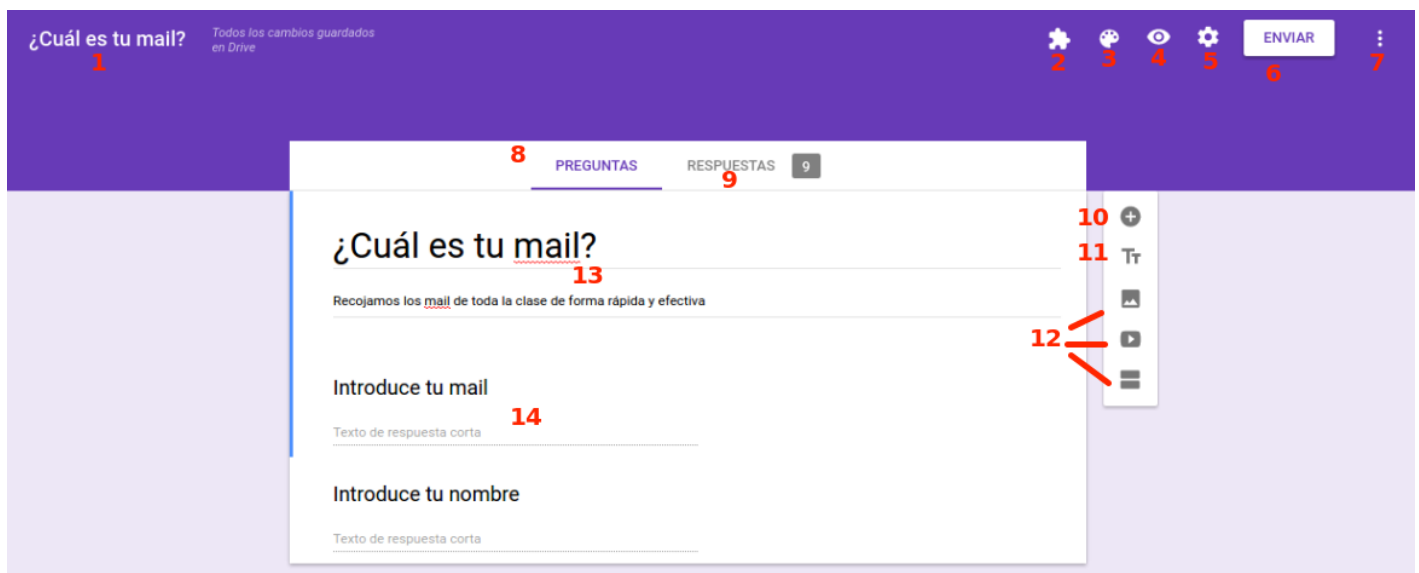 ¿Cuál es tu mail?
Todos los cambios guardados
en Drive
ENVIAR
1
2
3
4
5
6
7
8
PREGUNTAS
RESPUESTAS
9
9
10
11
¿Cuál es tu mail?
13
Recojamos los mail de toda la clase de forma rápida y efectiva
12
Introduce tu mail
14
Texto de respuesta corta
Introduce tu nombre
Texto de respuesta corta